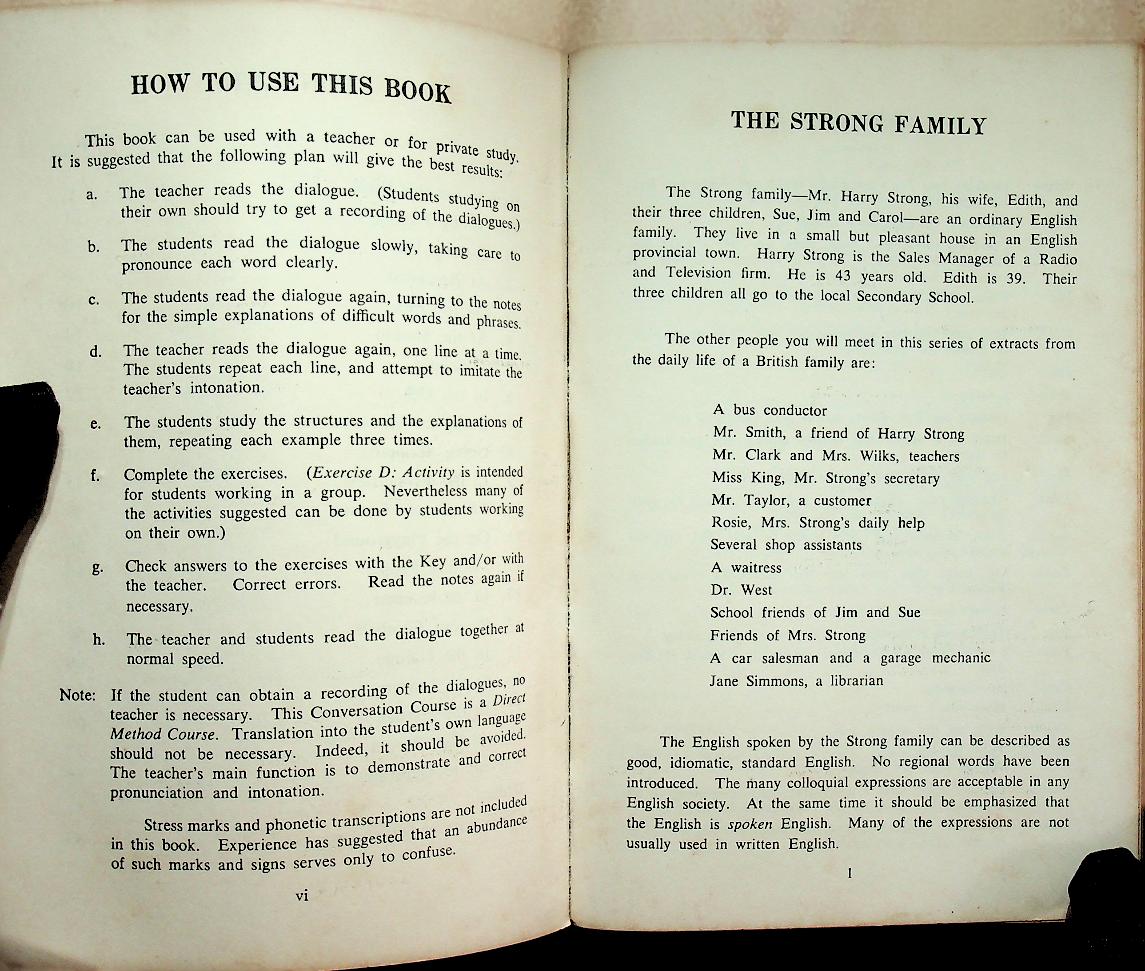 HOW TO USE THIS BOOK
This book can be used with a teacher or for private study.
It is suggested that the following plan will give the best results:
a. The teacher reads the dialogue. (Students studying on
their own should try to get a recording of the dialogues.)
b. The students read the dialogue slowly, taking care to
pronounce each word clearly.
c. The students read the dialogue again, turning to the notes
for the simple explanations of difficult words and phrases.
d. The teacher reads the dialogue again, one line at a time.
The students repeat each line, and attempt to imitate the
teacher's intonation.
e. The students study the structures and the explanations of
them, repeating each example three times.
f. Complete the exercises. (Exercise D: Activity is intended
for students working in a group. Nevertheless many of
the activities suggested can be done by students working
on their own.)
g. Check answers to the exercises with the Key and/or with
the teacher. Correct errors. Read the notes again if
necessary.
h. The teacher and students read the dialogue together at
normal speed.
Note: If the student can obtain a recording of the dialogues, no
teacher is necessary. This Conversation Course is a Direct
Method Course. Translation into the student's own language
should not be necessary. Indeed, it should be avoided.
The teacher's main function is to demonstrate and correct
pronunciation and intonation.
Stress marks and phonetic transcriptions are not included
in this book. Experience has suggested that an abundance
of such marks and signs serves only to confuse.
vi
THE STRONG FAMILY
The Strong family—Mr. Harry Strong, his wife, Edith, and
their three children, Sue, Jim and Carol—are an ordinary English
family. They live in a small but pleasant house in an English
provincial town. Harry Strong is the Sales Manager of a Radio
and Television firm. He is 43 years old. Edith is 39. Their
three children all go to the local Secondary School.
The other people you will meet in this series of extracts from
the daily life of a British family are:
A bus conductor
Mr. Smith, a friend of Harry Strong
Mr. Clark and Mrs. Wilks, teachers
Miss King, Mr. Strong's secretary
Mr. Taylor, a customer
Rosie, Mrs. Strong's daily help
Several shop assistants
A waitress
Dr. West
School friends of Jim and Sue
Friends of Mrs. Strong
A car salesman and a garage mechanic
Jane Simmons, a librarian
The English spoken by the Strong family can be described as
good, idiomatic, standard English. No regional words have been
introduced. The many colloquial expressions are acceptable in any
English society. At the same time it should be emphasized that
the English is spoken English. Many of the expressions are not
usually used in written English.
I